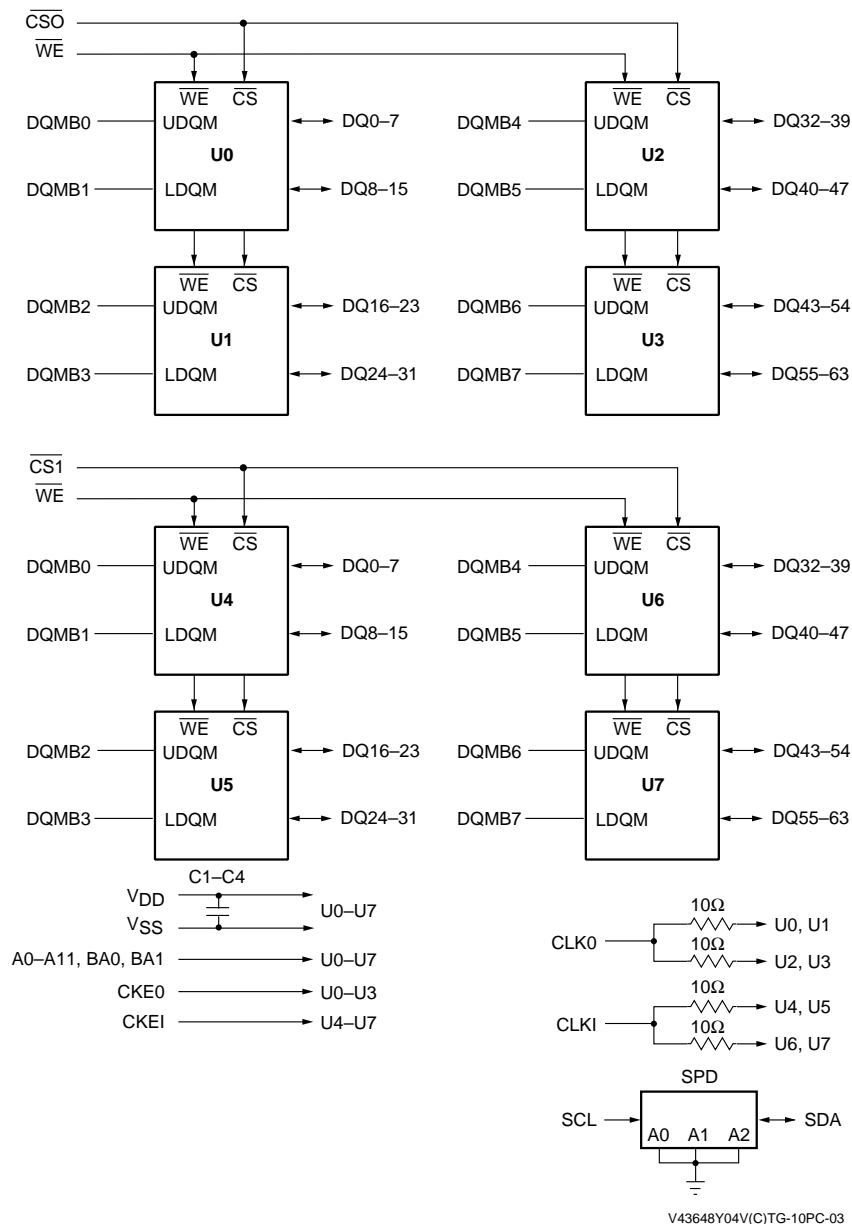 CSO
WE
WE CS
DQMB0 UDQM DQ0–7
U0
DQMB1 LDQM DQ8–15
WE CS
DQMB4 UDQM DQ32–39
U2
DQMB5 LDQM DQ40–47
WE CS
DQMB2 UDQM DQ16–23
U1
DQMB3 LDQM DQ24–31
WE CS
DQMB6 UDQM DQ43–54
U3
DQMB7 LDQM DQ55–63
CS1
WE
WE CS
DQMB0 UDQM DQ0–7
U4
DQMB1 LDQM DQ8–15
WE CS
DQMB4 UDQM DQ32–39
U6
DQMB5 LDQM DQ40–47
WE CS
DQMB2 UDQM DQ16–23
U5
DQMB3 LDQM DQ24–31
WE CS
DQMB6 UDQM DQ43–54
U7
DQMB7 LDQM DQ55–63
C1–C4
VDD
U0–U7
VSS
A0–A11, BA0, BA1 U0–U7
CKE0 U0–U3
CKEI U4–U7
10Ω
U0, U1
CLK0
10Ω
U2, U3
10Ω
U4, U5
CLKI
10Ω
U6, U7
SPD
SCL SDA
A0 A1 A2
V43648Y04V(C)TG-10PC-03